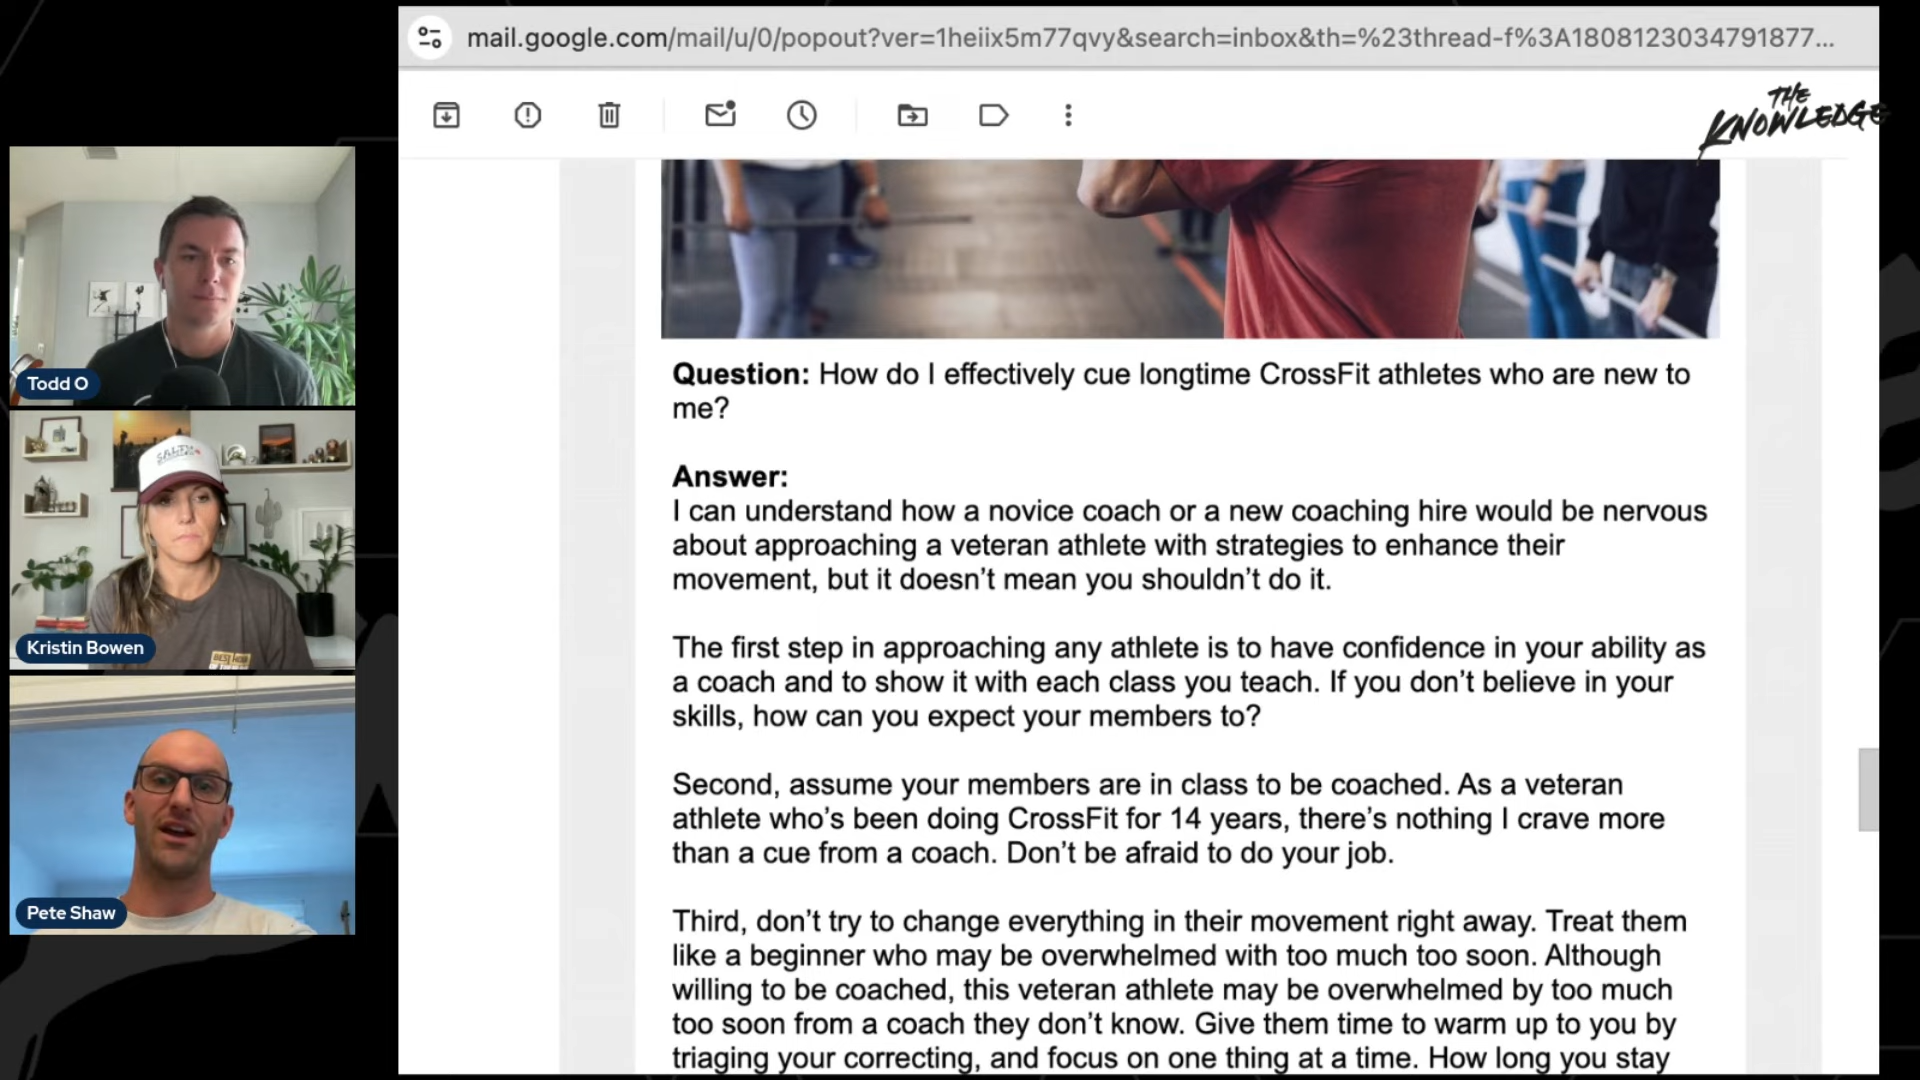 mail.google.com/mail/u/0/popout?ver=1heiix5m77qvy&search=inbox&th=%23thread-f%3A1808123034791877...
THE
KNOWLEDGE
Todd O
SALTY
Kristin Bowen
BEST HOUR
Pete Shaw
Question: How do I effectively cue longtime CrossFit athletes who are new to
me?
Answer:
I can understand how a novice coach or a new coaching hire would be nervous
about approaching a veteran athlete with strategies to enhance their
movement, but it doesn’t mean you shouldn’t do it.
The first step in approaching any athlete is to have confidence in your ability as
a coach and to show it with each class you teach. If you don’t believe in your
skills, how can you expect your members to?
Second, assume your members are in class to be coached. As a veteran
athlete who’s been doing CrossFit for 14 years, there’s nothing I crave more
than a cue from a coach. Don’t be afraid to do your job.
Third, don’t try to change everything in their movement right away. Treat them
like a beginner who may be overwhelmed with too much too soon. Although
willing to be coached, this veteran athlete may be overwhelmed by too much
too soon from a coach they don’t know. Give them time to warm up to you by
triaging your correcting, and focus on one thing at a time. How long you stay